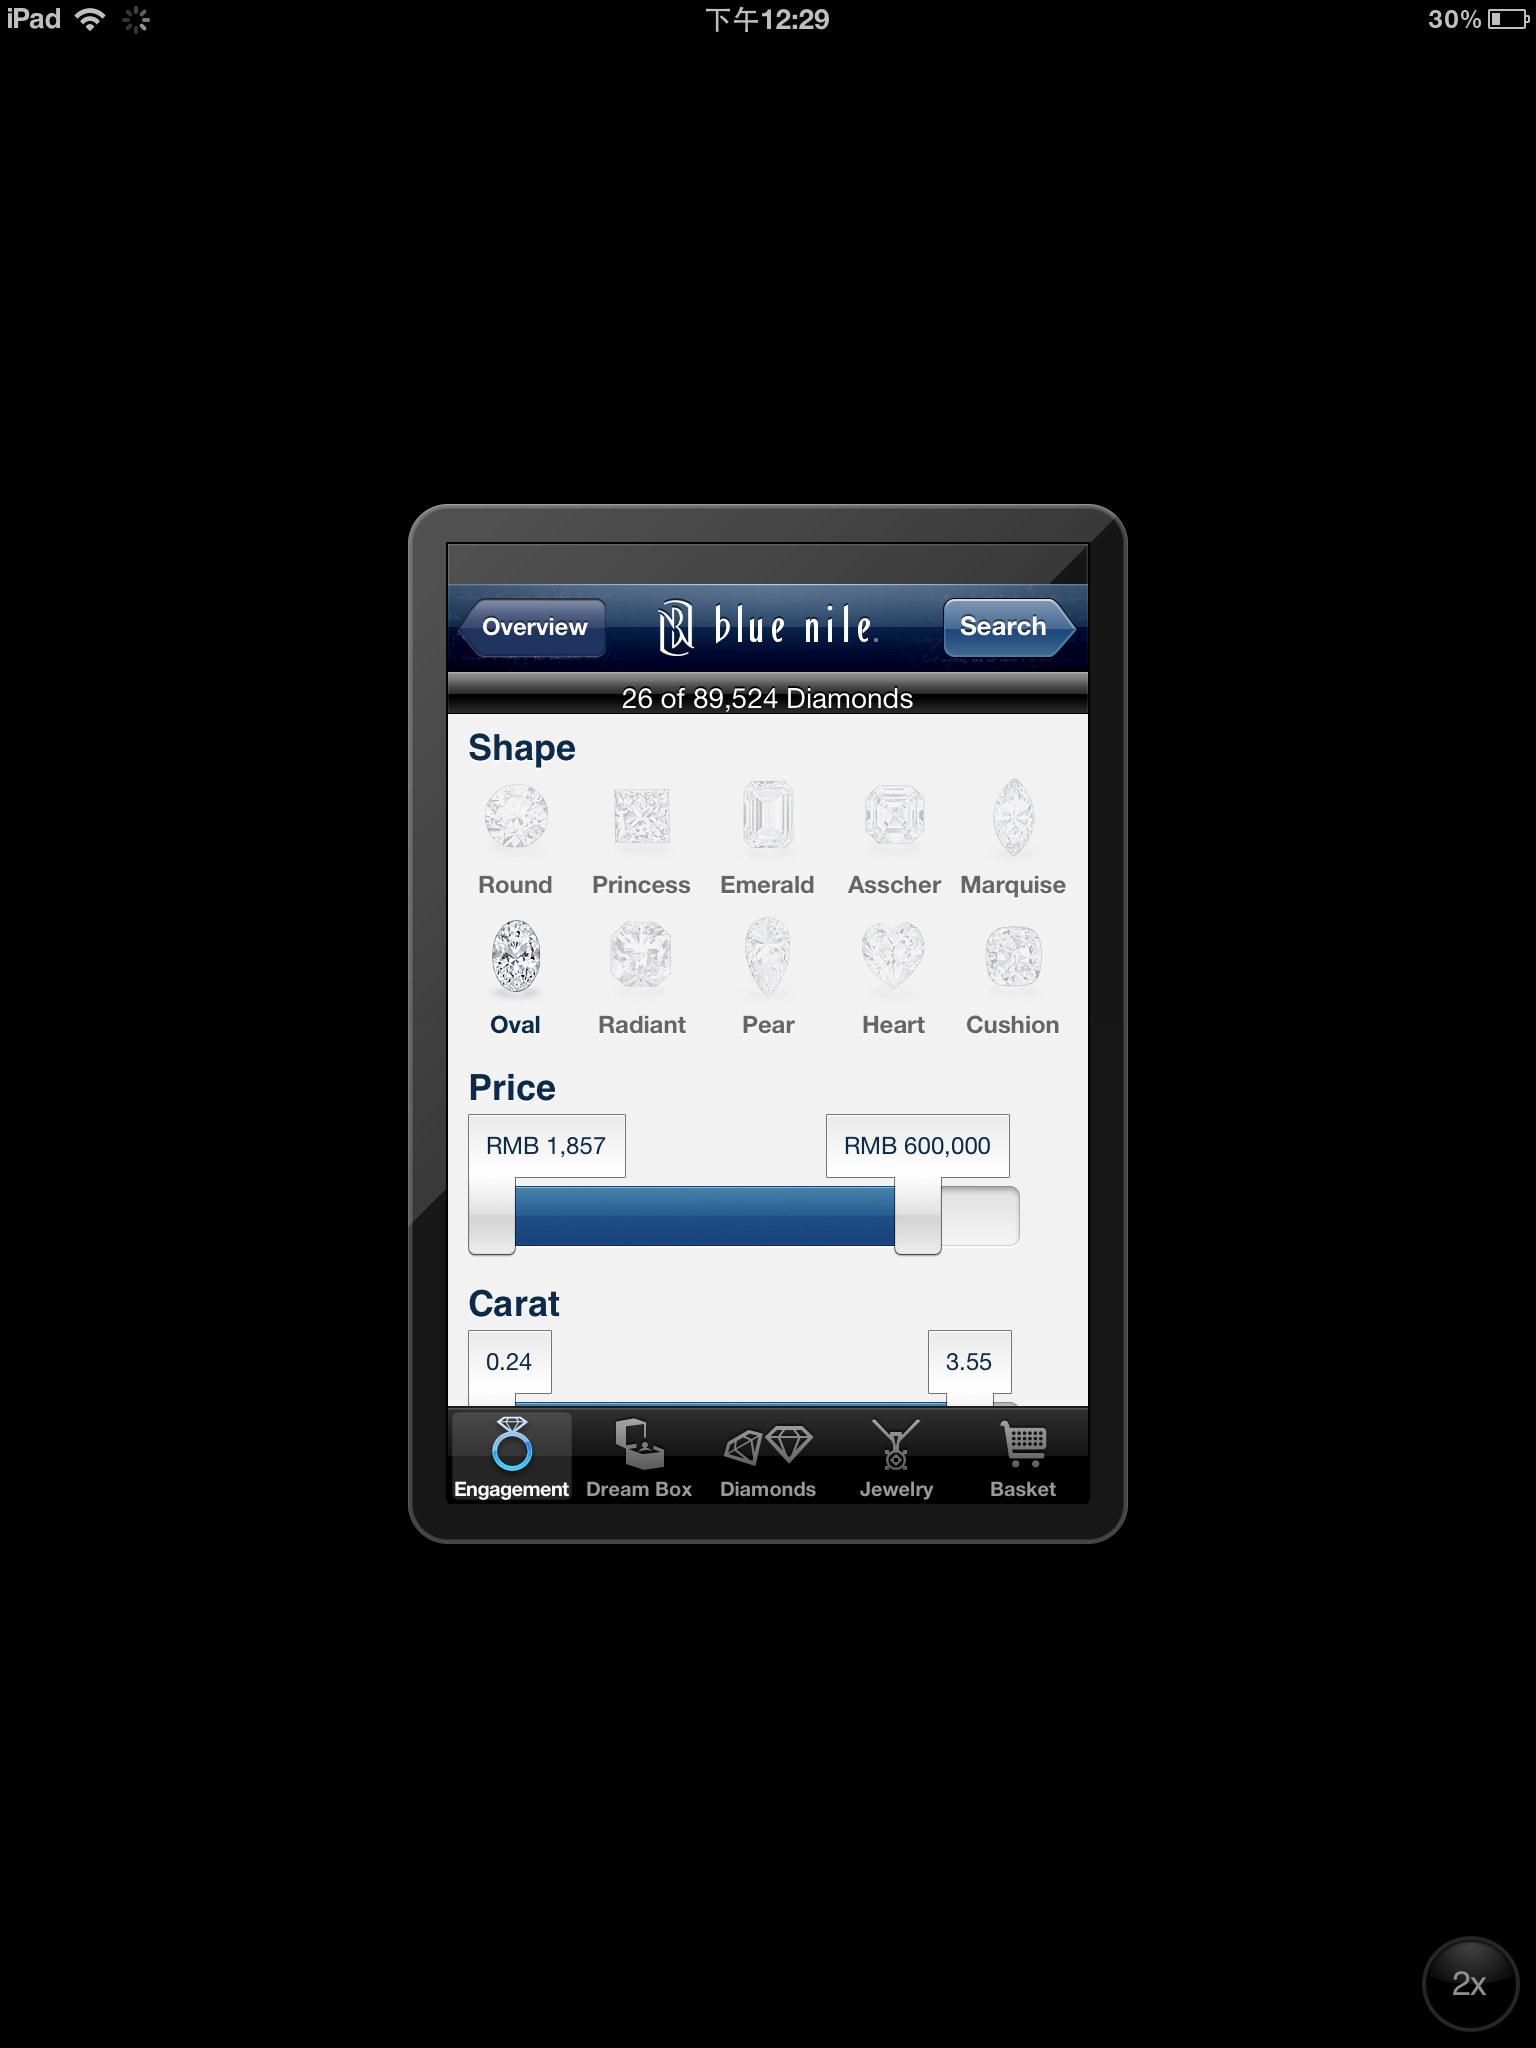 iPad 下午12:29 30%
Overview blue nile. Search
26 of 89,524 Diamonds
Shape
Round Princess Emerald Asscher Marquise
Oval Radiant Pear Heart Cushion
Price
RMB 1,857 RMB 600,000
Carat
0.24 3.55
Engagement Dream Box Diamonds Jewelry Basket
2x